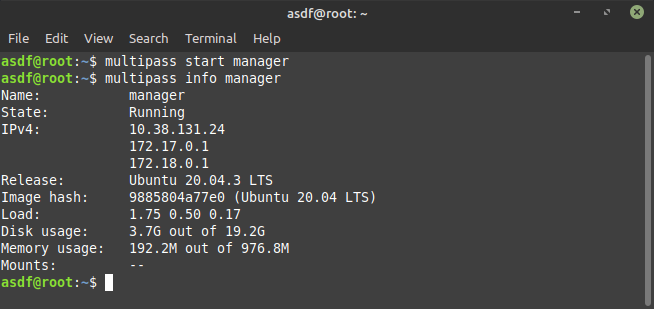 asdf@root: ~
File Edit View Search Terminal Help
asdf@root:~$ multipass start manager
asdf@root:~$ multipass info manager
Name:           manager
State:          Running
IPv4:           10.38.131.24
                172.17.0.1
                172.18.0.1
Release:        Ubuntu 20.04.3 LTS
Image hash:     9885804a77e0 (Ubuntu 20.04 LTS)
Load:           1.75 0.50 0.17
Disk usage:     3.7G out of 19.2G
Memory usage:   192.2M out of 976.8M
Mounts:         --
asdf@root:~$